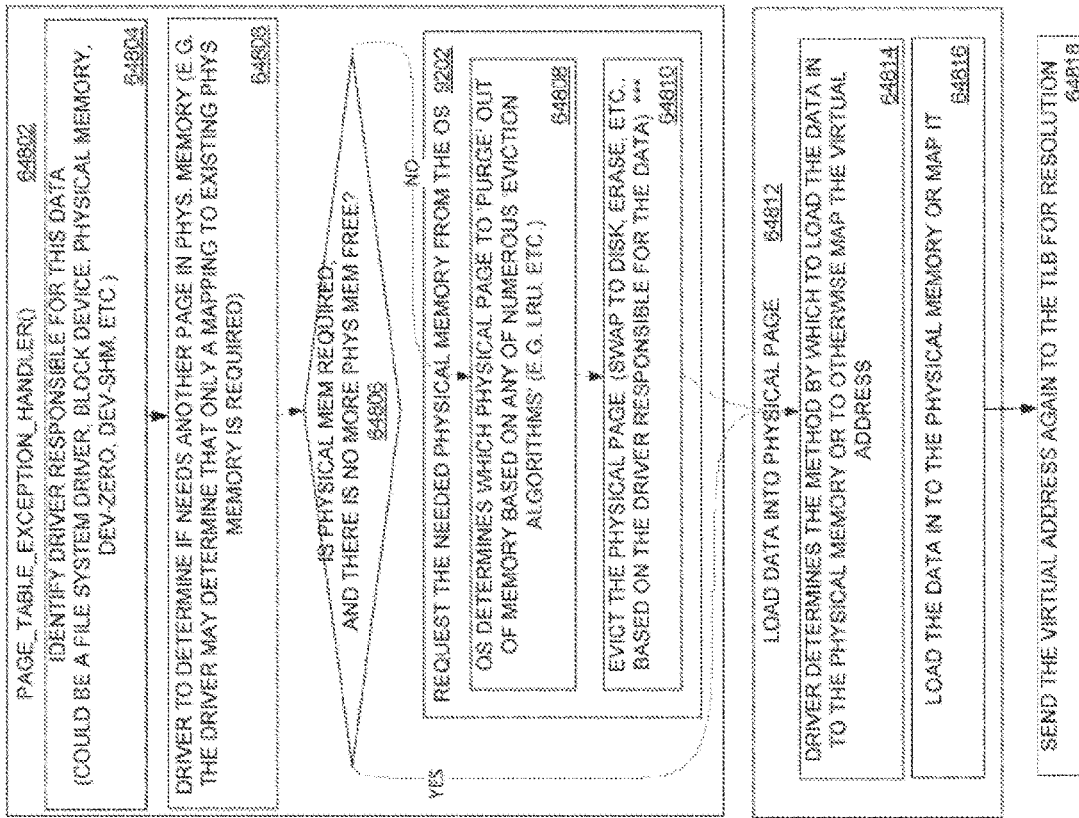 PAGE_TABLE_EXCEPTION_HANDLER() 64802
IDENTIFY DRIVER RESPONSIBLE FOR THIS DATA
(COULD BE A FILE SYSTEM DRIVER, BLOCK DEVICE, PHYSICAL MEMORY,
DEV-ZERO, DEV-SHM, ETC.)
64804
DRIVER TO DETERMINE IF NEEDS ANOTHER PAGE IN PHYS. MEMORY (E.G.
THE DRIVER MAY DETERMINE THAT ONLY A MAPPING TO EXISTING PHYS
MEMORY IS REQUIRED)
64803
IS PHYSICAL MEM REQUIRED,
AND THERE IS NO MORE PHYS MEM FREE?
64806
NO
YES
REQUEST THE NEEDED PHYSICAL MEMORY FROM THE OS 9202
OS DETERMINES WHICH PHYSICAL PAGE TO 'PURGE' OUT
OF MEMORY BASED ON ANY OF NUMEROUS 'EVICTION
ALGORITHMS' (E.G. LRU, ETC.)
64808
EVICT THE PHYSICAL PAGE (SWAP TO DISK, ERASE, ETC.,
BASED ON THE DRIVER RESPONSIBLE FOR THE DATA) ***
64810
LOAD DATA INTO PHYSICAL PAGE 64812
DRIVER DETERMINES THE METHOD BY WHICH TO LOAD THE DATA IN
TO THE PHYSICAL MEMORY OR TO OTHERWISE MAP THE VIRTUAL
ADDRESS
64814
LOAD THE DATA IN TO THE PHYSICAL MEMORY OR MAP IT
64816
SEND THE VIRTUAL ADDRESS AGAIN TO THE TLB FOR RESOLUTION
64818